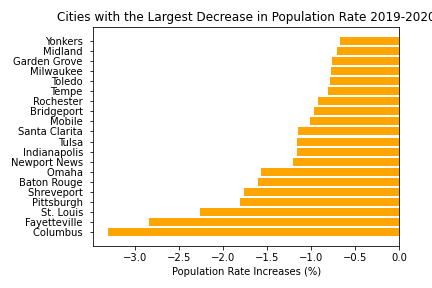 Cities with the Largest Decrease in Population Rate 2019-2020
Yonkers
Midland
Garden Grove
Milwaukee
Toledo
Tempe
Rochester
Bridgeport
Mobile
Santa Clarita
Tulsa
Indianapolis
Newport News
Omaha
Baton Rouge
Shreveport
Pittsburgh
St. Louis
Fayetteville
Columbus
−3.0 −2.5 −2.0 −1.5 −1.0 −0.5 0.0
Population Rate Increases (%)